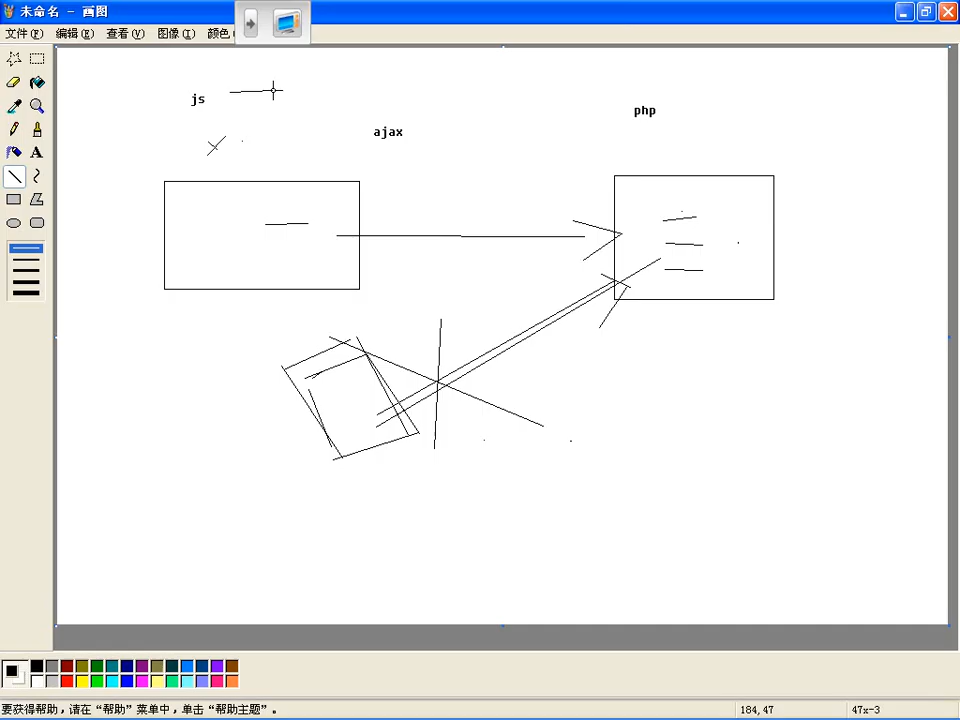 未命名 - 画图
文件(F) 编辑(E) 查看(V) 图像(I) 颜色
js
ajax
php
A
要获得帮助，请在“帮助”菜单中，单击“帮助主题”。 184,47 47x-3